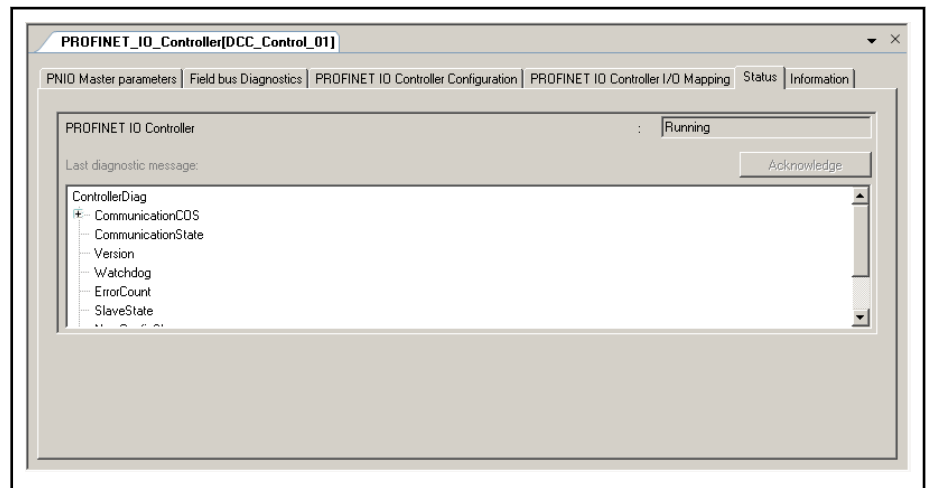 PROFINET_IO_Controller[DCC_Control_01]
PNIO Master parameters Field bus Diagnostics PROFINET IO Controller Configuration PROFINET IO Controller I/O Mapping Status Information
PROFINET IO Controller : Running
Last diagnostic message: Acknowledge
ControllerDiag
CommunicationCOS
CommunicationState
Version
Watchdog
ErrorCount
SlaveState